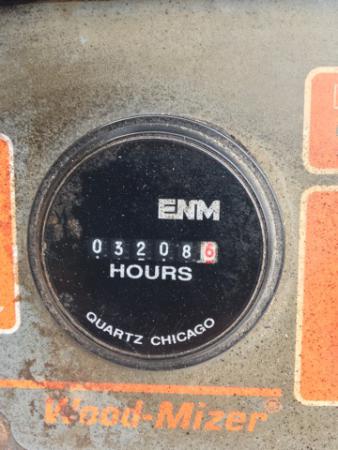 ENM
032086
HOURS
QUARTZ CHICAGO
Wood-Mizer®